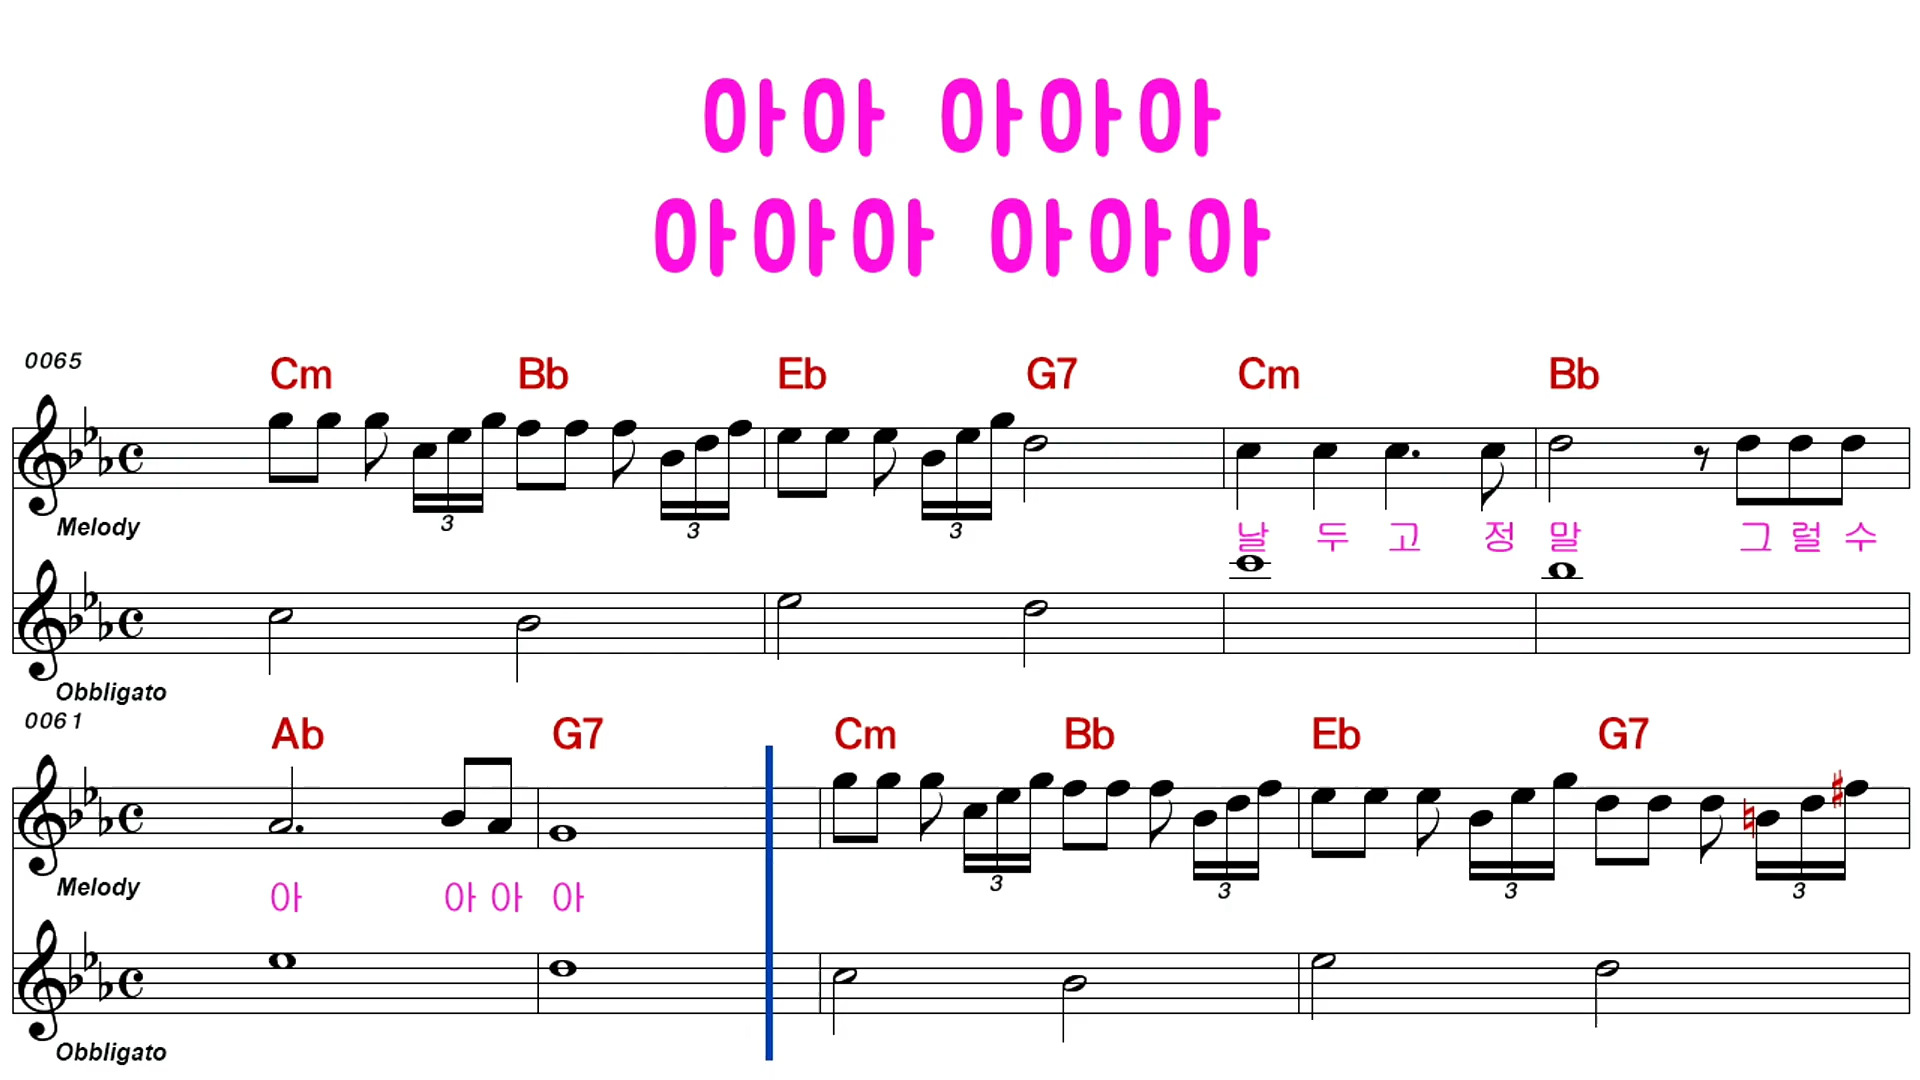 아아 아아아
아아아 아아아
0065
Cm Bb Eb G7 Cm Bb
3 3 3
Melody
날 두 고 정 말 그 럴 수
Obbligato
0061
Ab G7 Cm Bb Eb G7
3 3 3 3
Melody
아 아 아 아
Obbligato